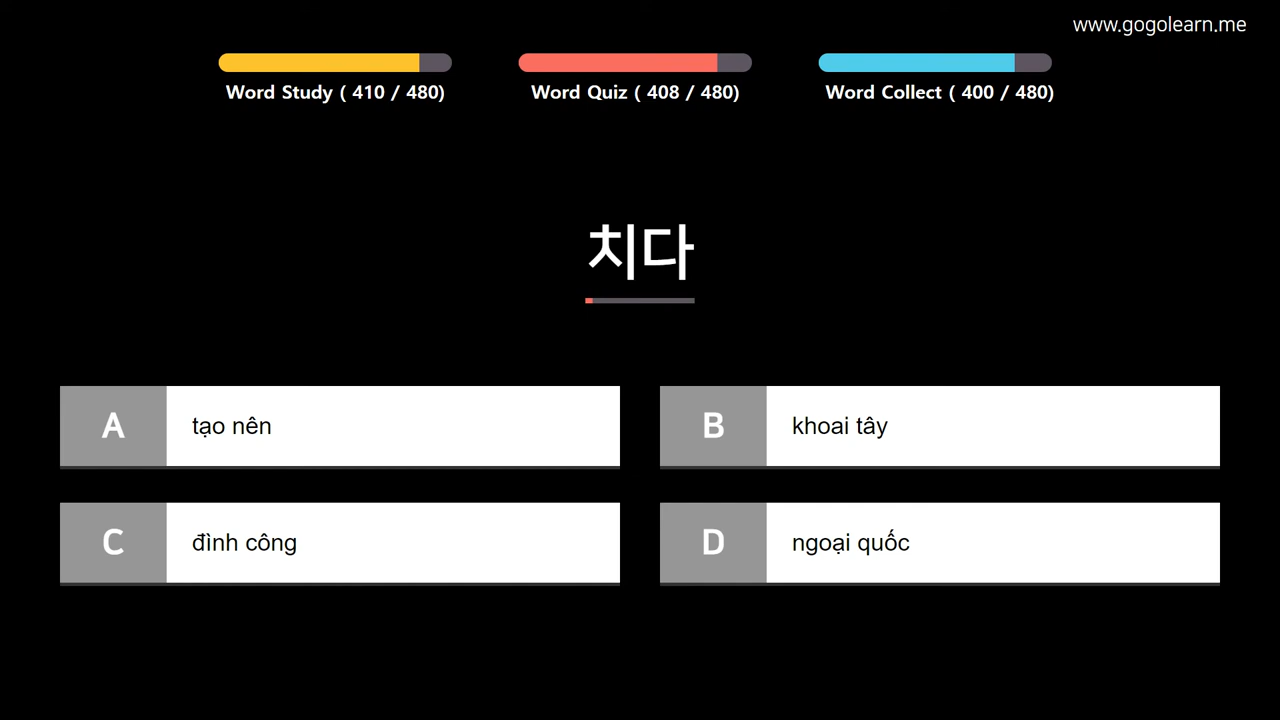 www.gogolearn.me
Word Study ( 410 / 480)
Word Quiz ( 408 / 480)
Word Collect ( 400 / 480)
치다
A tạo nên
B khoai tây
C đình công
D ngoại quốc